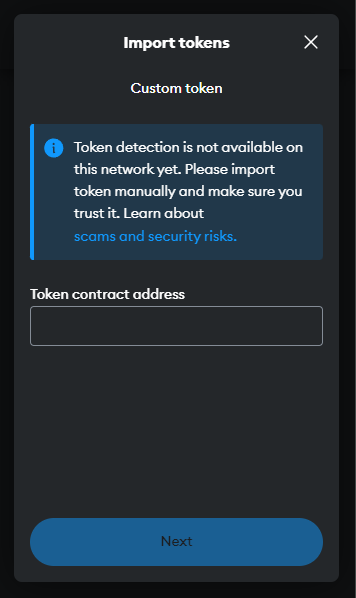 Import tokens
Custom token
Token detection is not available on
this network yet. Please import
token manually and make sure you
trust it. Learn about
scams and security risks.
Token contract address
Next